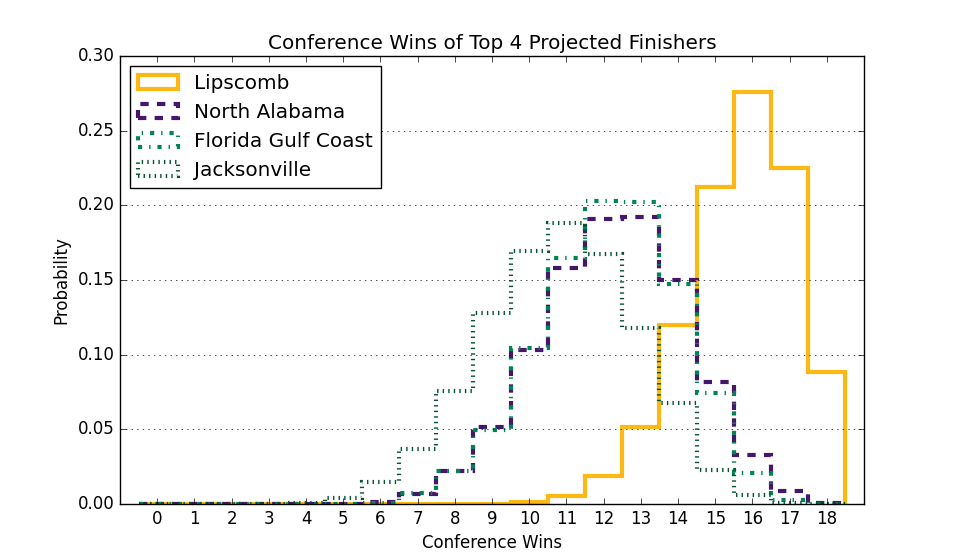 Conference Wins of Top 4 Projected Finishers
0.30
0.25
0.20
0.15
0.10
0.05
0.00
Probability
Lipscomb
North Alabama
Florida Gulf Coast
Jacksonville
0 1 2 3 4 5 6 7 8 9 10 11 12 13 14 15 16 17 18
Conference Wins